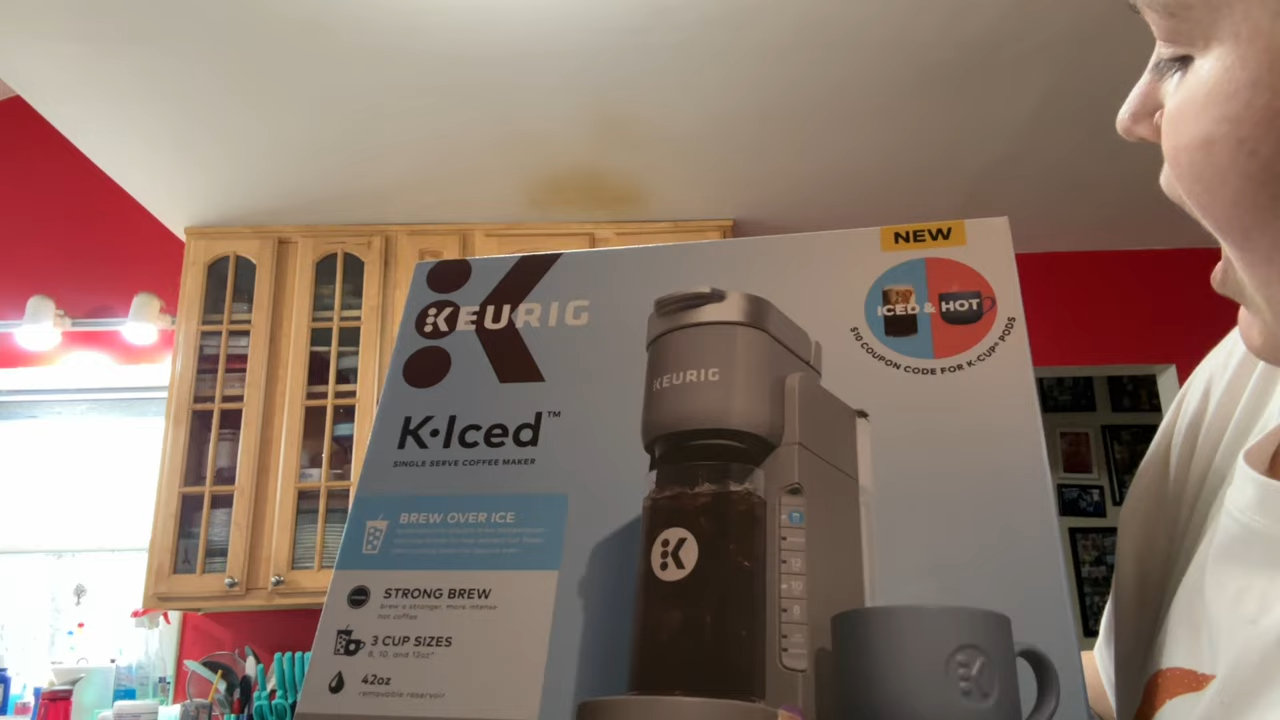 NEW
KEURIG
ICED & HOT
$10 COUPON CODE FOR K-CUP® PODS
KEURIG
K·Iced™
SINGLE SERVE COFFEE MAKER
BREW OVER ICE
STRONG BREW
brew a stronger, more intense
hot coffee
3 CUP SIZES
8, 10, and 12oz
42oz
removable reservoir
12
10
8
K
K